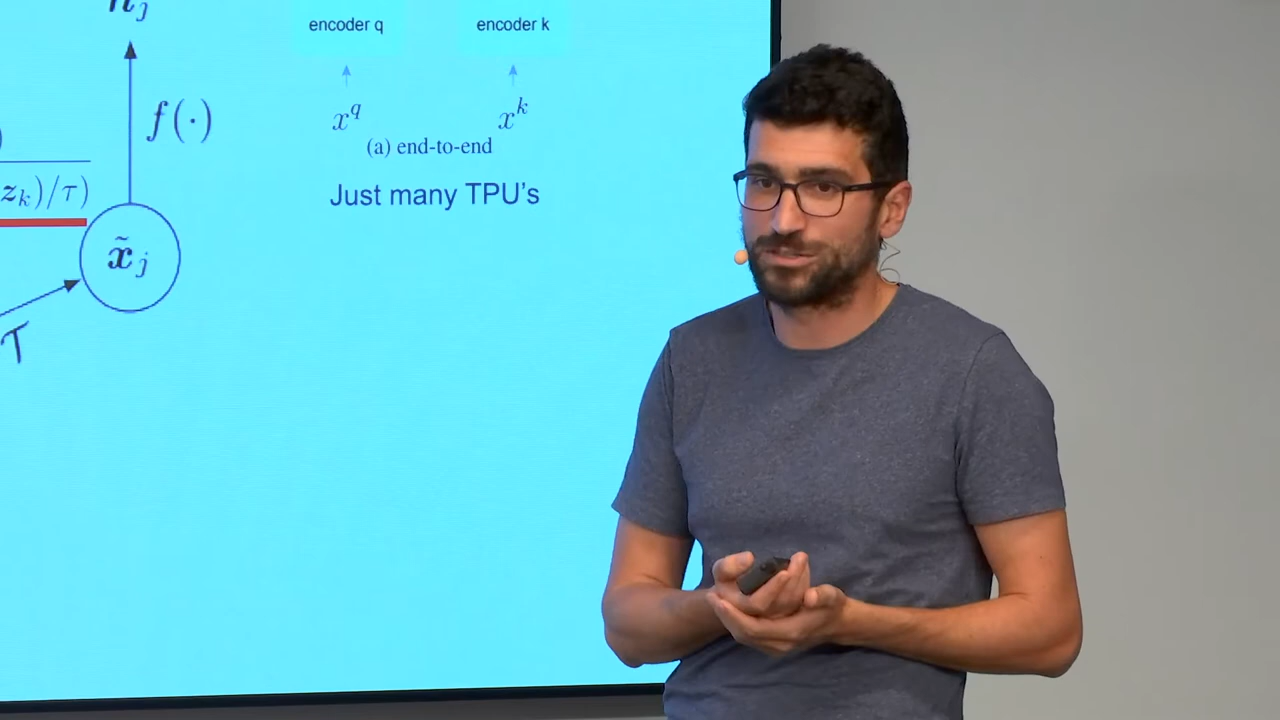 encoder q encoder k
f(·)
x^q x^k
(a) end-to-end
z_k)/τ)
Just many TPU's
x̃_j
τ